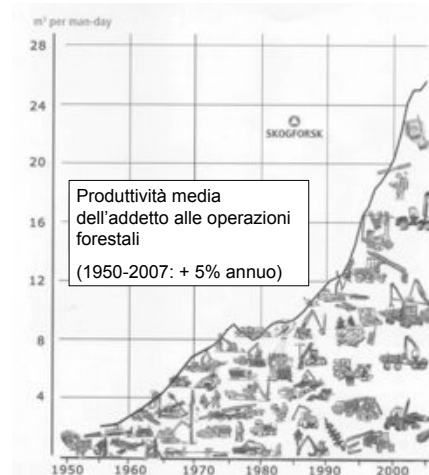 m³ per man-day
28
24
SKOGFORSK
20
Produttività media
dell'addetto alle operazioni
forestali
(1950-2007: + 5% annuo)
16
12
8
4
1950 1960 1970 1980 1990 2000